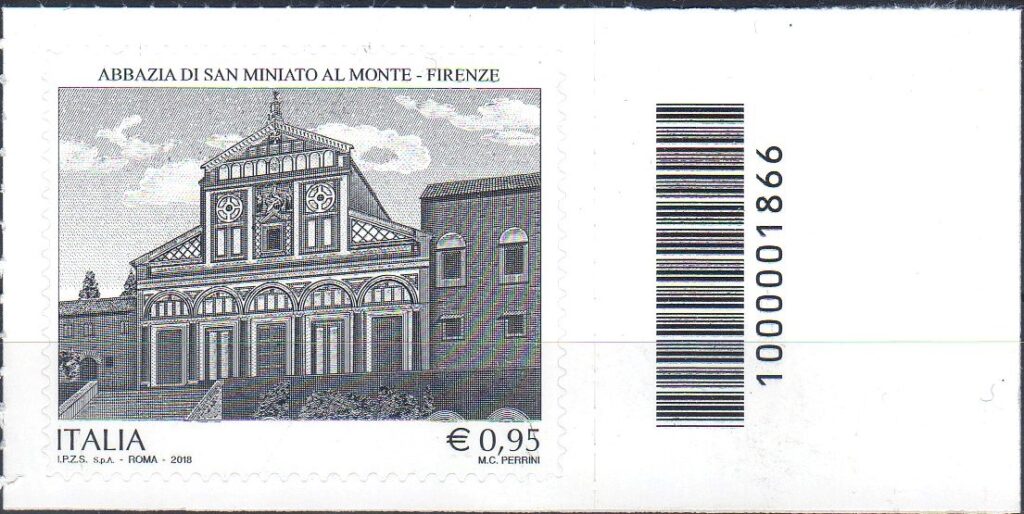 ABBAZIA DI SAN MINIATO AL MONTE - FIRENZE
ITALIA
€ 0,95
I.P.Z.S. S.p.A. - ROMA - 2018
M.C. PERRINI
1000001866